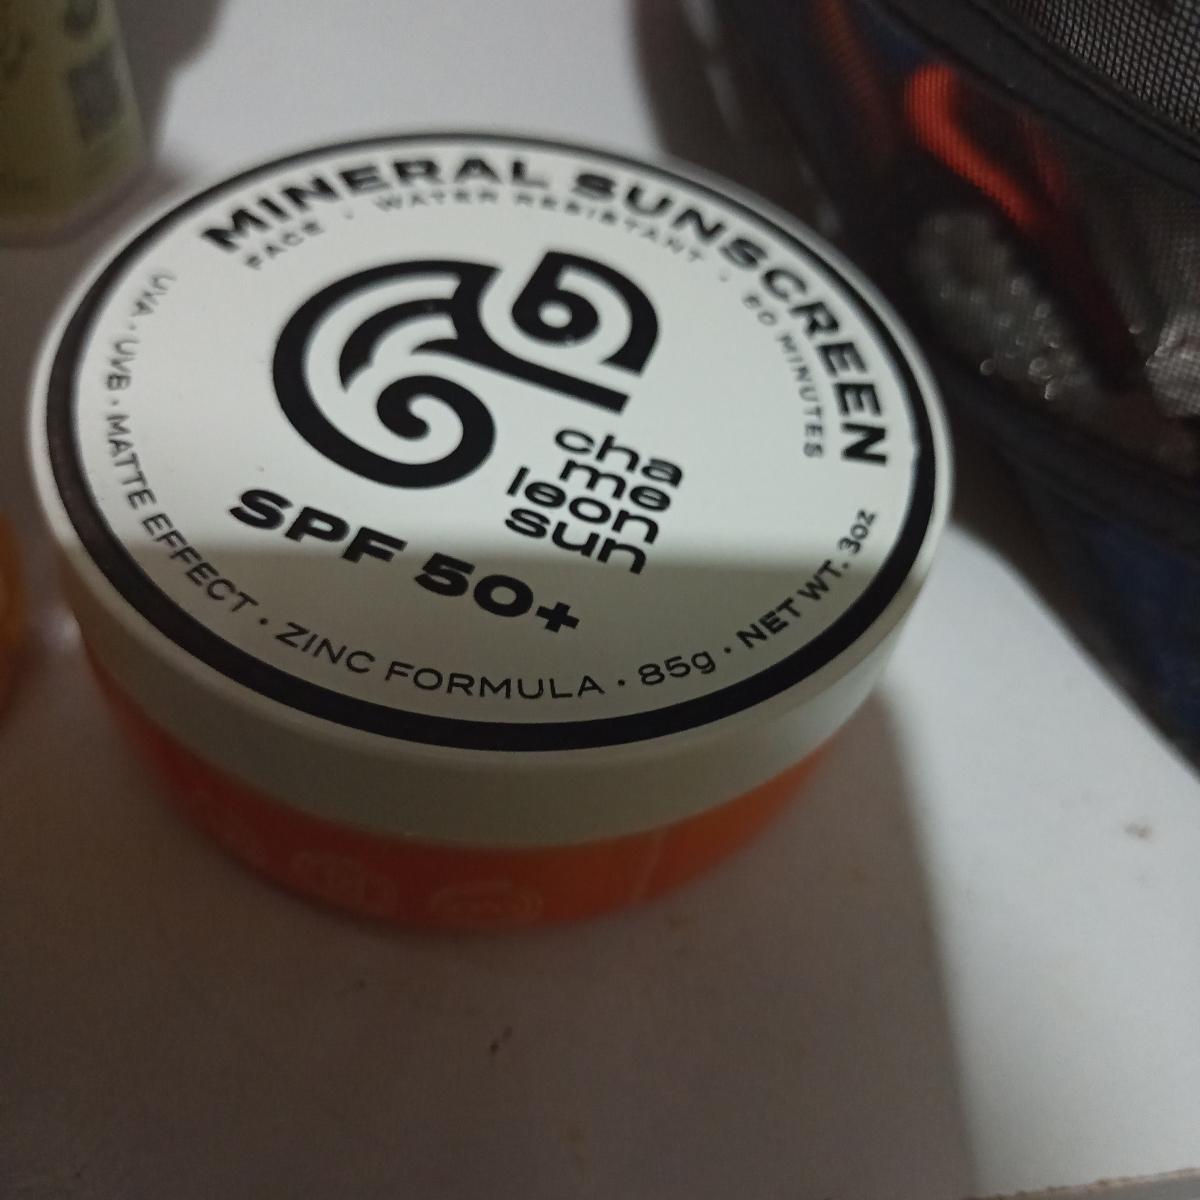 MINERAL SUNSCREEN
FACE · WATER RESISTANT · 80 MINUTES
cha
me
leon
sun
SPF 50+
UVA · UVB · MATTE EFFECT · ZINC FORMULA · 85g · NET WT. 3oz